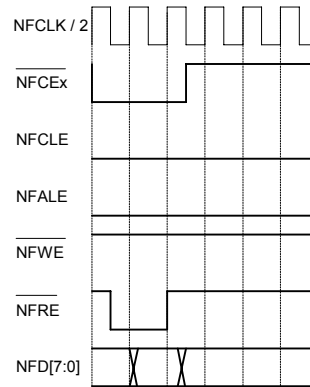 NFCLK / 2
NFCEx
NFCLE
NFALE
NFWE
NFRE
NFD[7:0]